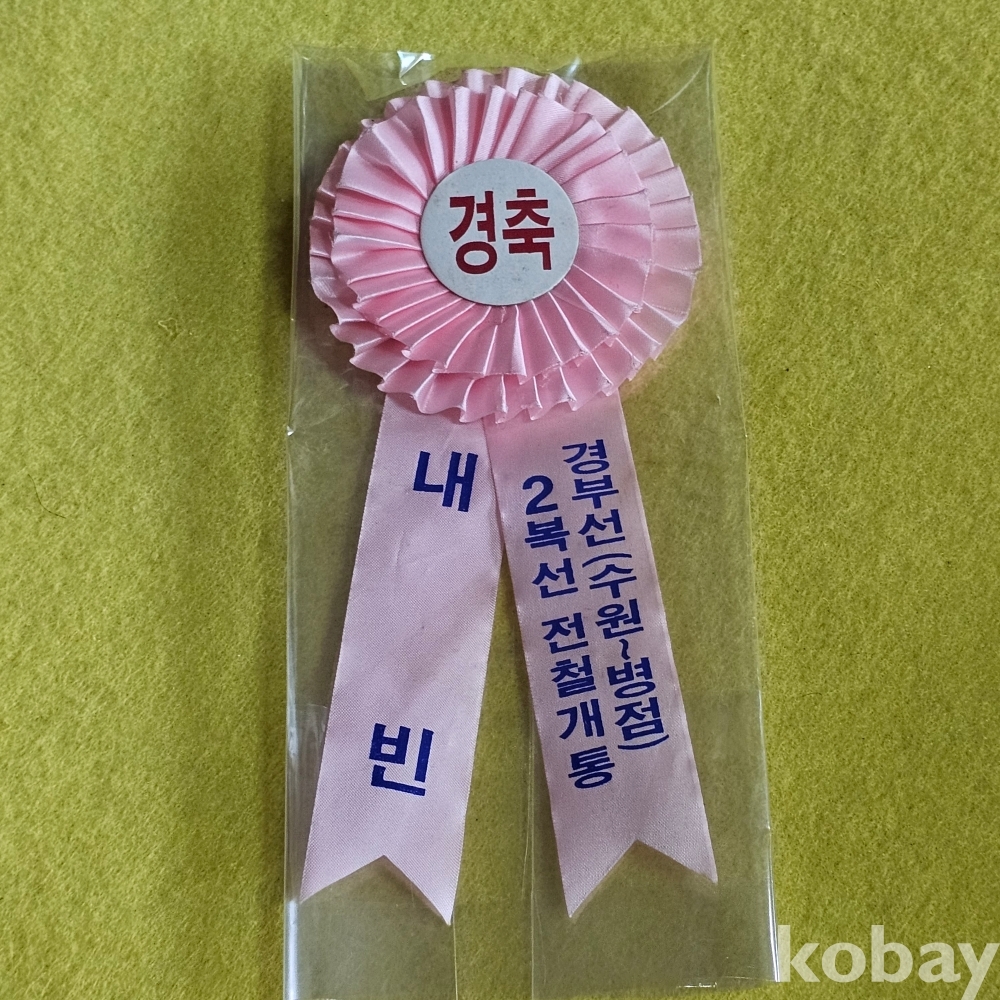 경축
내빈
경부선(수원~병점)
2복선 전철개통
kobay